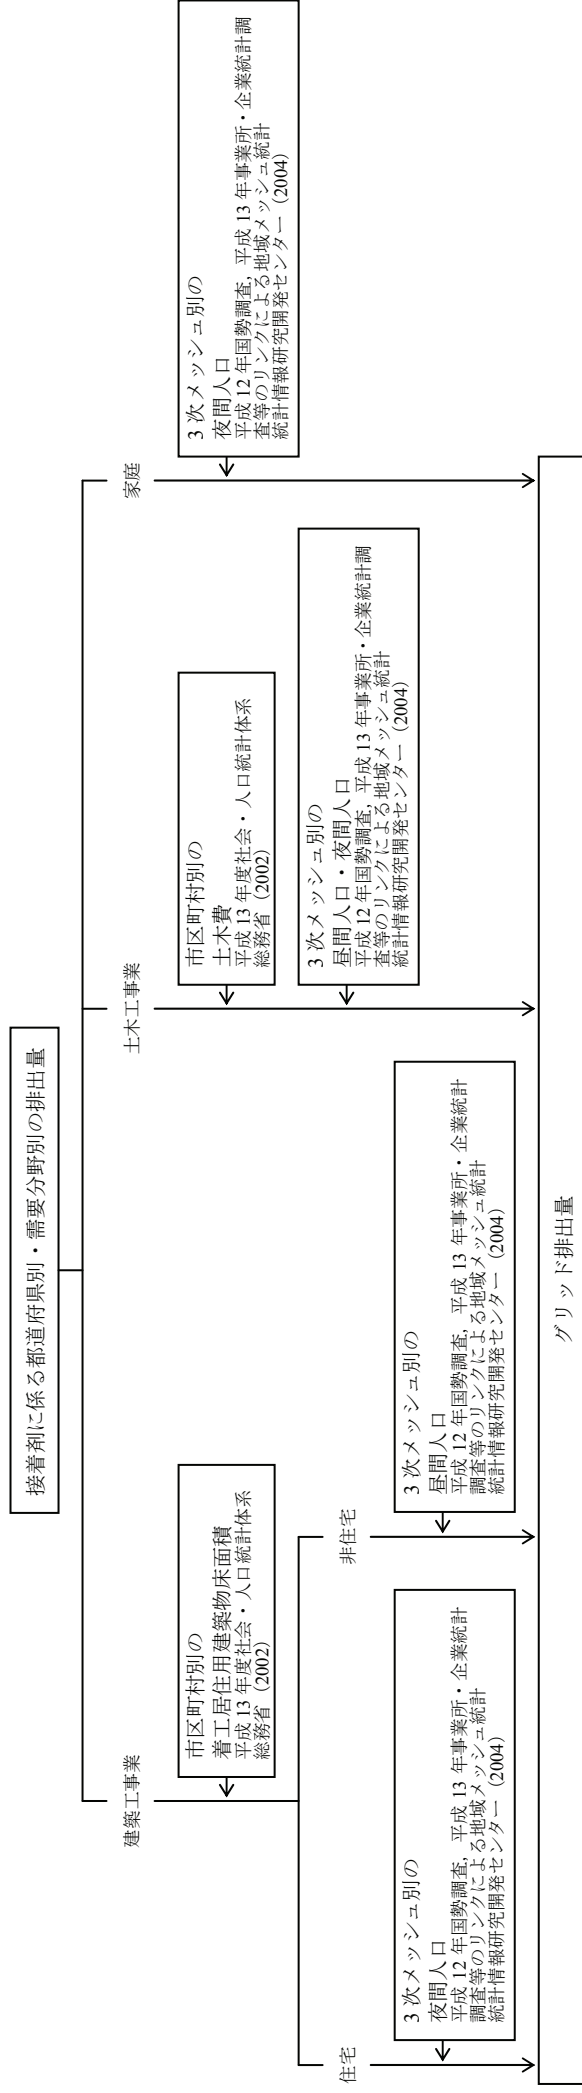 接着剤に係る都道府県別・需要分野別の排出量
建築工事業
土木工事業
家庭
市区町村別の
着工居住用建築物床面積
平成 13 年度社会・人口統計体系
総務省（2002）
市区町村別の
土木費
平成 13 年度社会・人口統計体系
総務省（2002）
3 次メッシュ別の
夜間人口
平成 12 年国勢調査，平成 13 年事業所・企業統計調
査等のリンクによる地域メッシュ統計
統計情報研究開発センター（2004）
3 次メッシュ別の
昼間人口・夜間人口
平成 12 年国勢調査，平成 13 年事業所・企業統計調
査等のリンクによる地域メッシュ統計
統計情報研究開発センター（2004）
住宅
非住宅
3 次メッシュ別の
夜間人口
平成 12 年国勢調査，平成 13 年事業所・企業統計
調査等のリンクによる地域メッシュ統計
統計情報研究開発センター（2004）
3 次メッシュ別の
昼間人口
平成 12 年国勢調査，平成 13 年事業所・企業統計
調査等のリンクによる地域メッシュ統計
統計情報研究開発センター（2004）
グリッド排出量